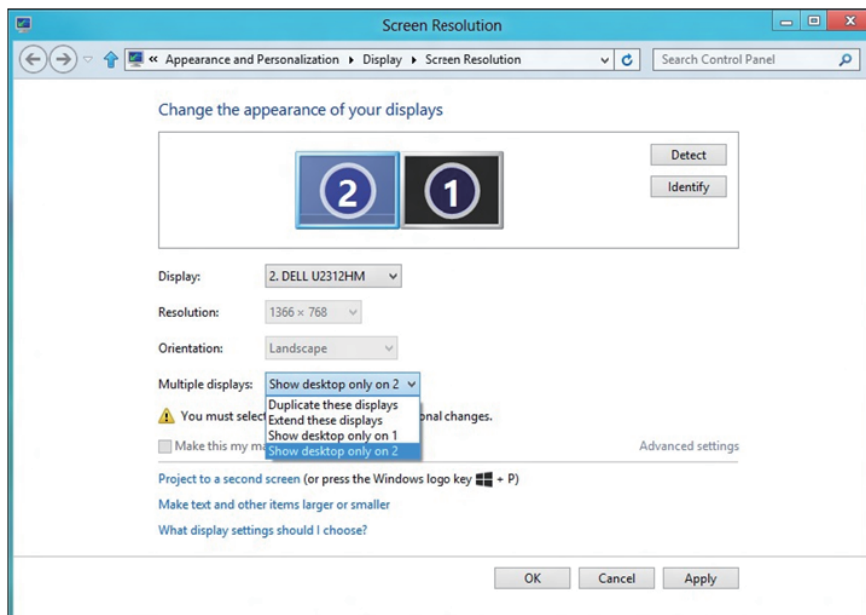 Screen Resolution
« Appearance and Personalization ▸ Display ▸ Screen Resolution
Search Control Panel
Change the appearance of your displays
2
1
Detect
Identify
Display: 2. DELL U2312HM
Resolution: 1366 × 768
Orientation: Landscape
Multiple displays: Show desktop only on 2
Duplicate these displays
You must selec onal changes.
Extend these displays
Show desktop only on 1
Make this my ma Advanced settings
Show desktop only on 2
Project to a second screen (or press the Windows logo key + P)
Make text and other items larger or smaller
What display settings should I choose?
OK Cancel Apply